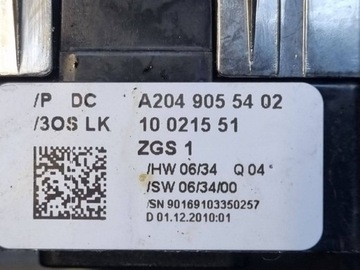 /P DC A204 905 54 02
/3OS LK 10 0215 51
ZGS 1
/HW 06/34 Q 04
/SW 06/34/00
/SN 90169103350257
D 01.12.2010:01